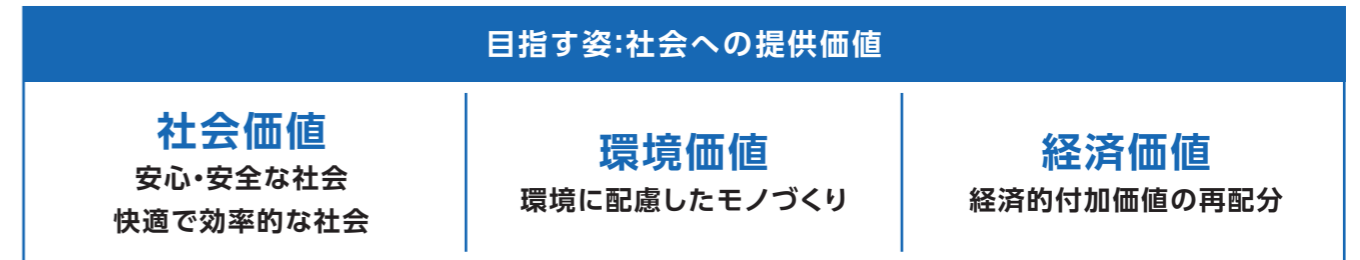 目指す姿:社会への提供価値
社会価値
安心・安全な社会
快適で効率的な社会
環境価値
環境に配慮したモノづくり
経済価値
経済的付加価値の再配分